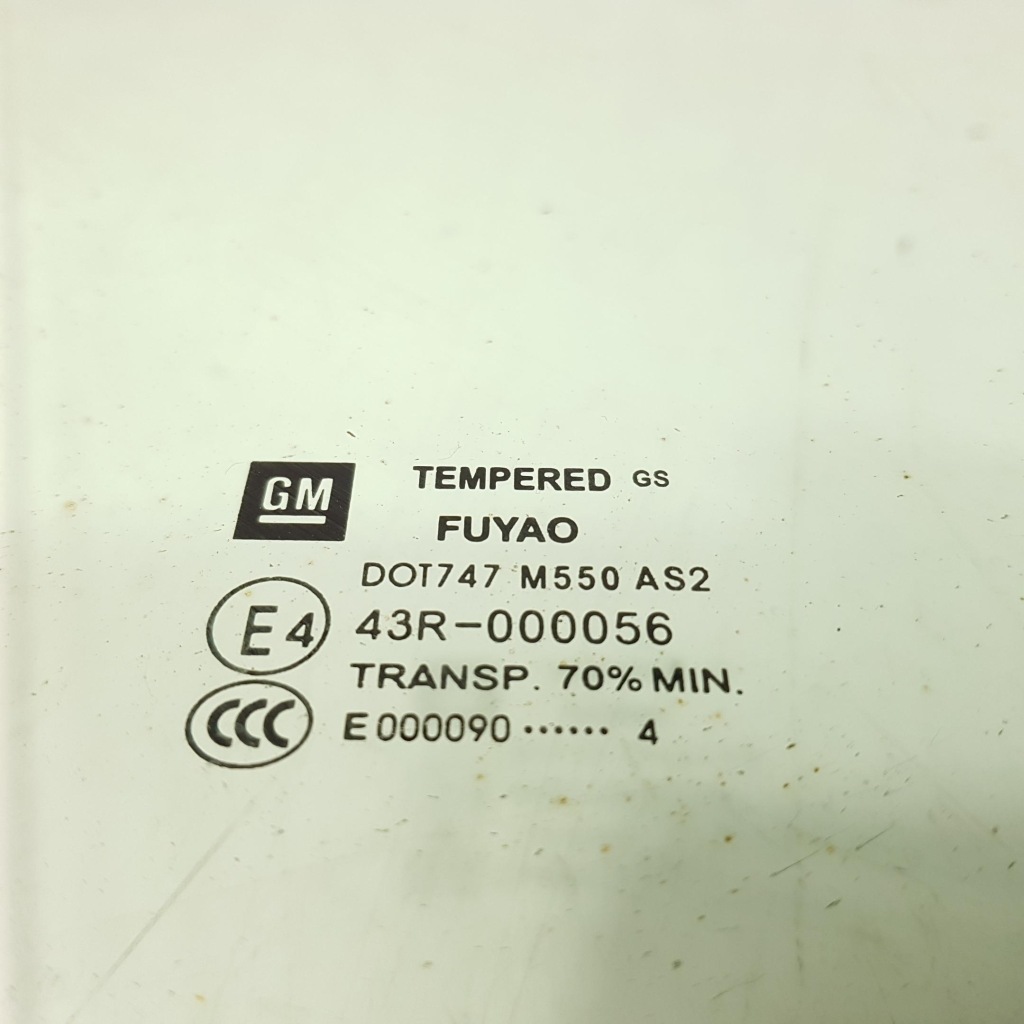 GM TEMPERED GS
FUYAO
DOT747 M550 AS2
E4 43R-000056
TRANSP. 70% MIN.
CCC E000090 ······ 4